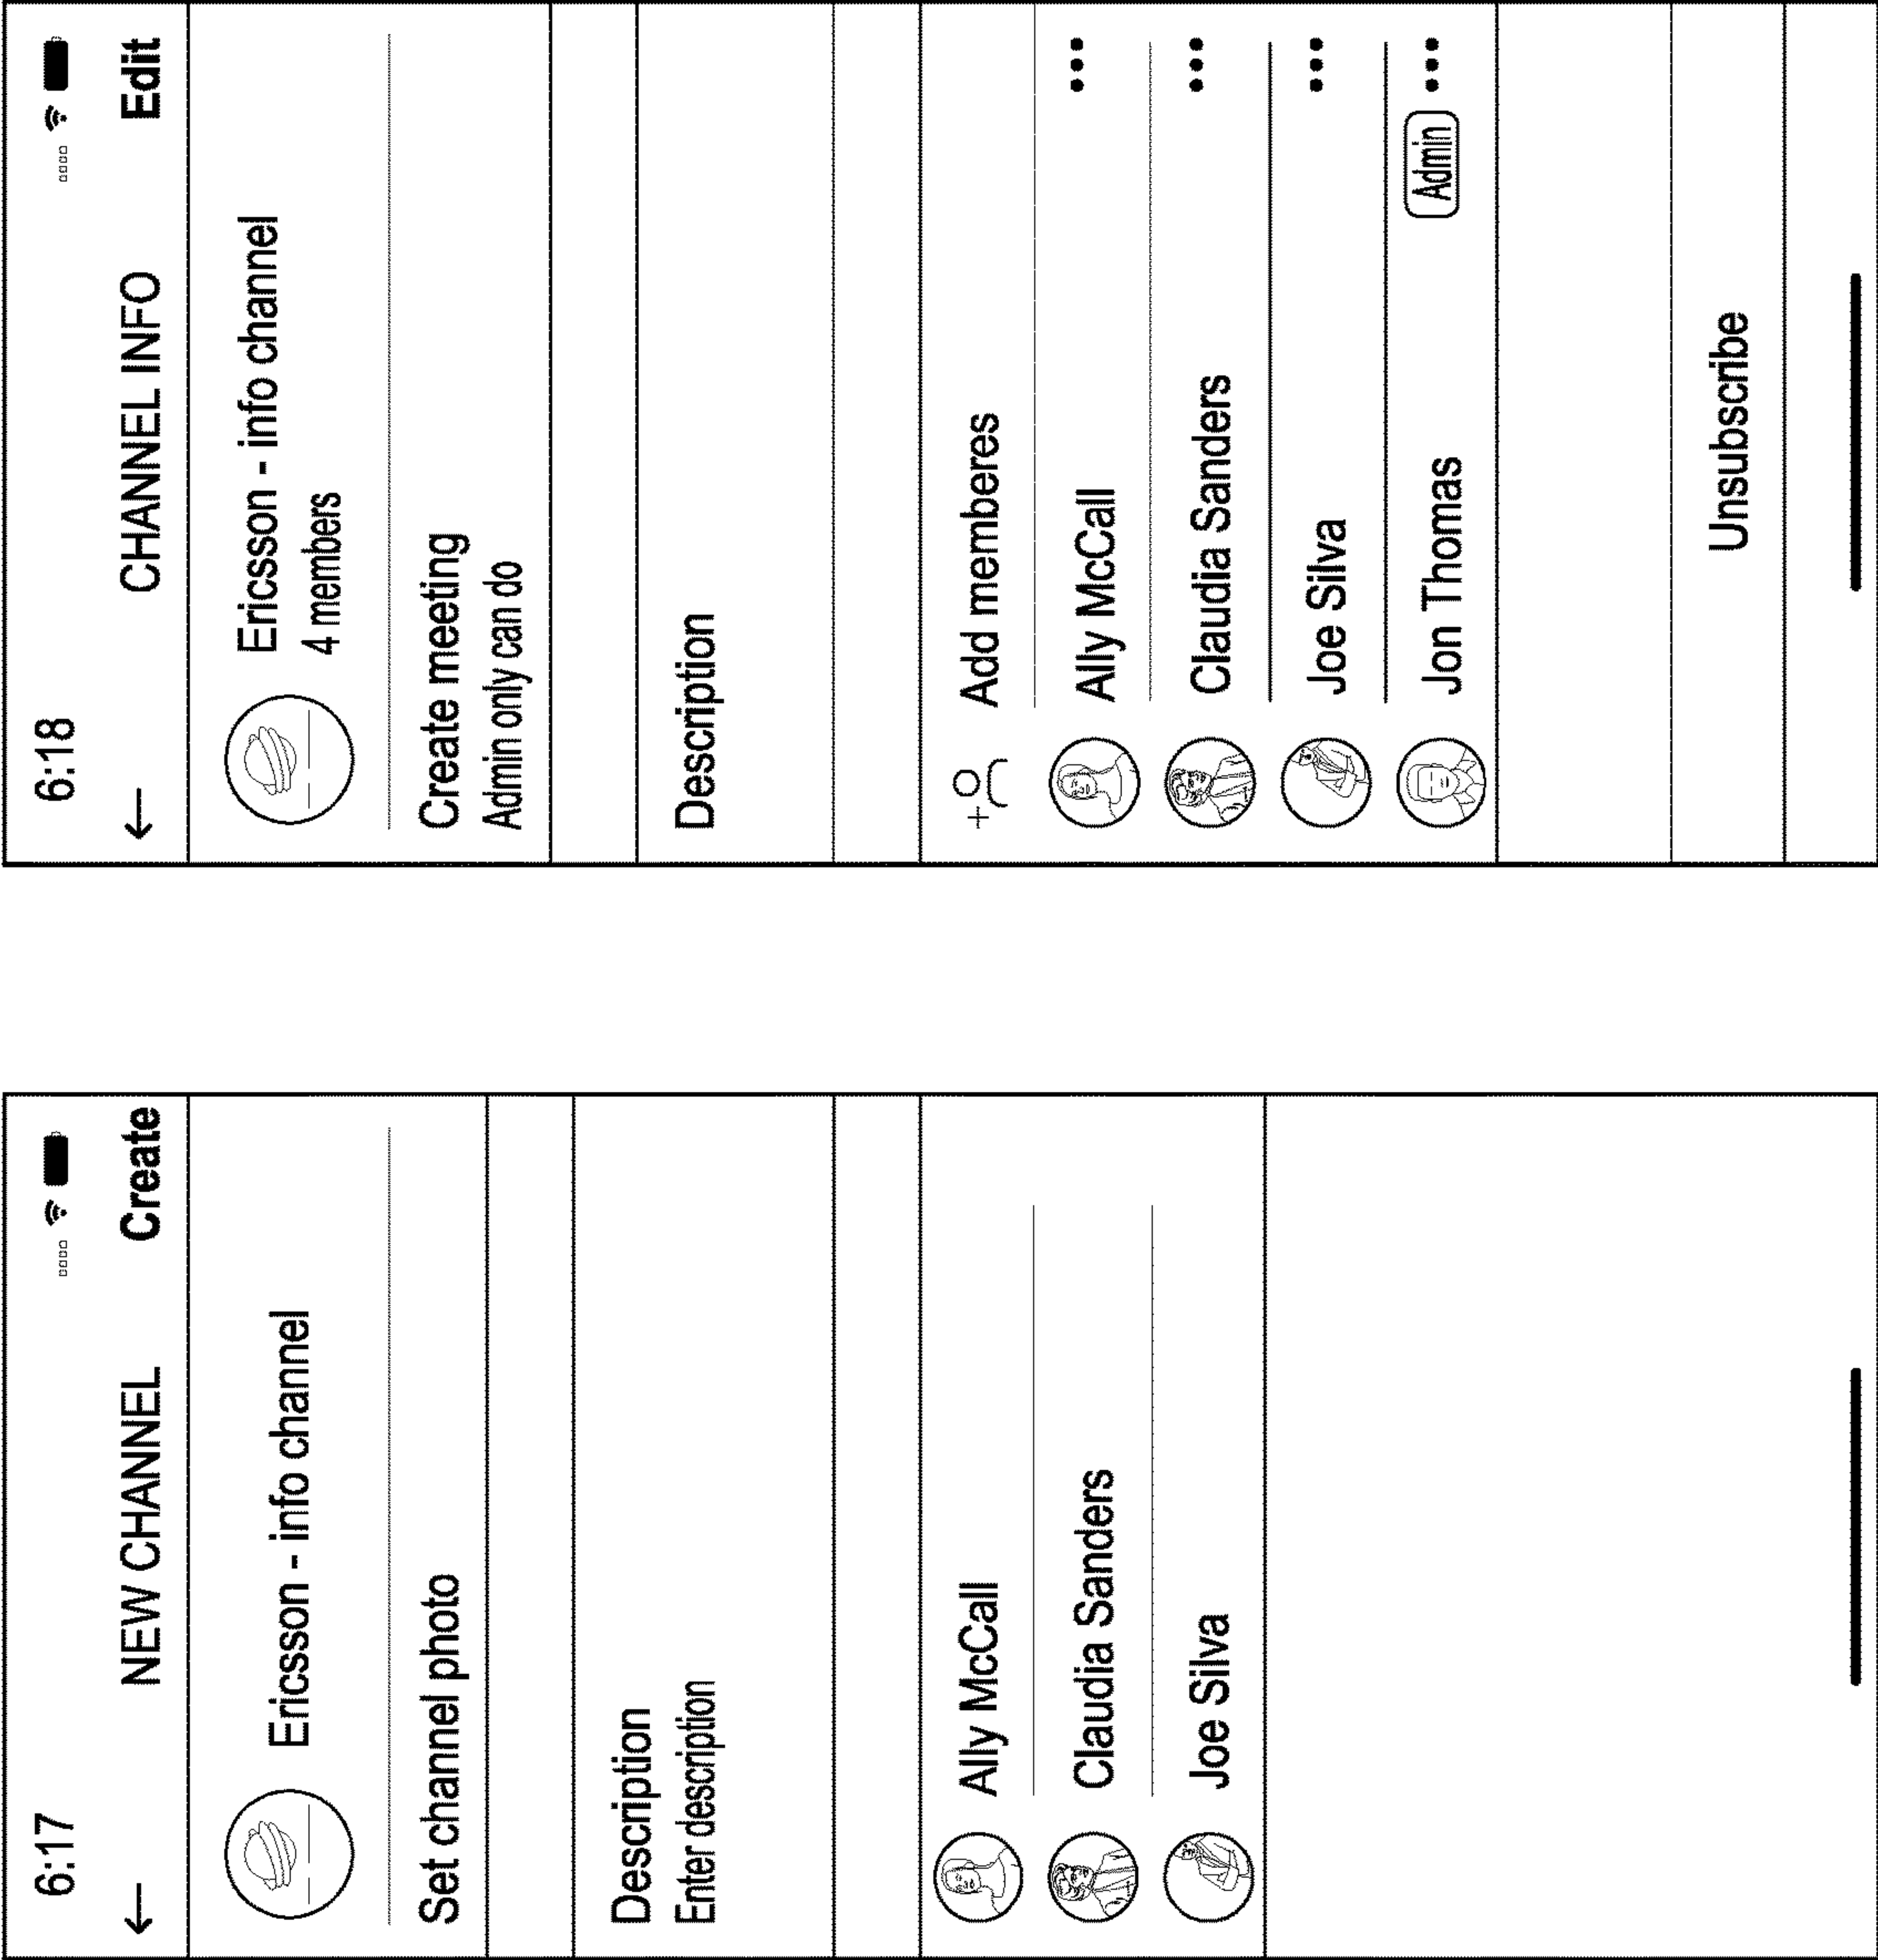 6:17
NEW CHANNEL
Create
Ericsson - info channel
Set channel photo
Description
Enter description
Ally McCall
Claudia Sanders
Joe Silva
6:18
CHANNEL INFO
Edit
Ericsson - info channel
4 members
Create meeting
Admin only can do
Description
Add memberes
Ally McCall
Claudia Sanders
Joe Silva
Jon Thomas
Admin
Unsubscribe